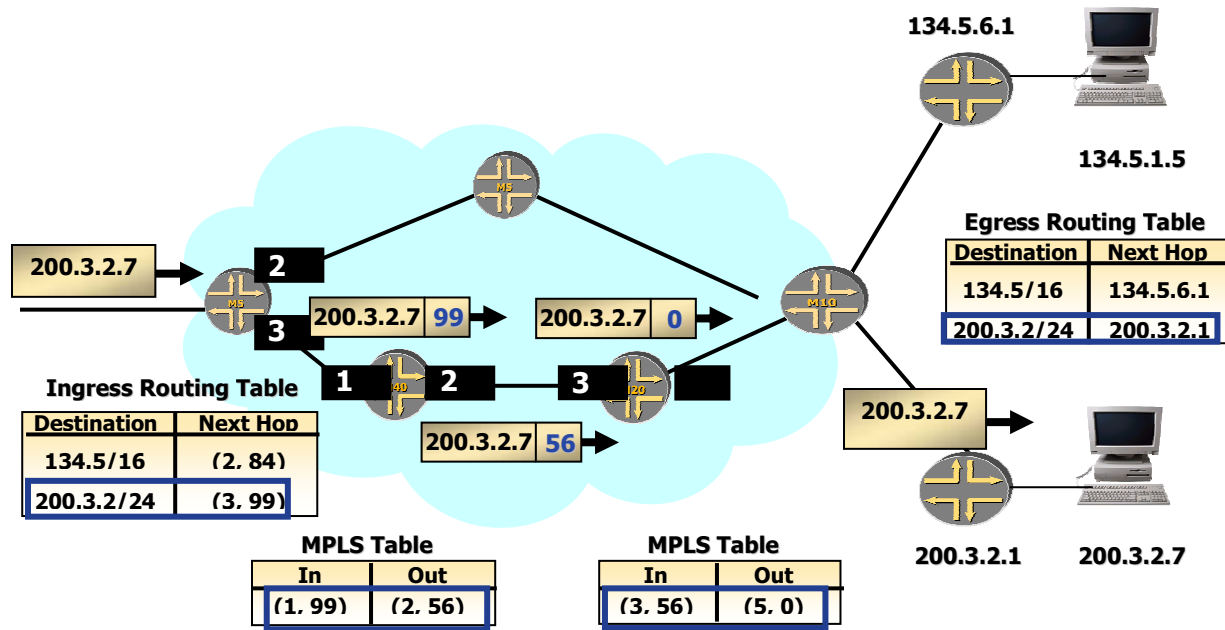 134.5.6.1
134.5.1.5
M5
200.3.2.7
2
M5
3
200.3.2.7 99
200.3.2.7 0
M10
Egress Routing Table
Destination Next Hop
134.5/16 134.5.6.1
200.3.2/24 200.3.2.1
1
40
2
3
20
200.3.2.7 56
200.3.2.7
Ingress Routing Table
Destination Next Hop
134.5/16 (2, 84)
200.3.2/24 (3, 99)
MPLS Table
In Out
(1, 99) (2, 56)
MPLS Table
In Out
(3, 56) (5, 0)
200.3.2.1
200.3.2.7